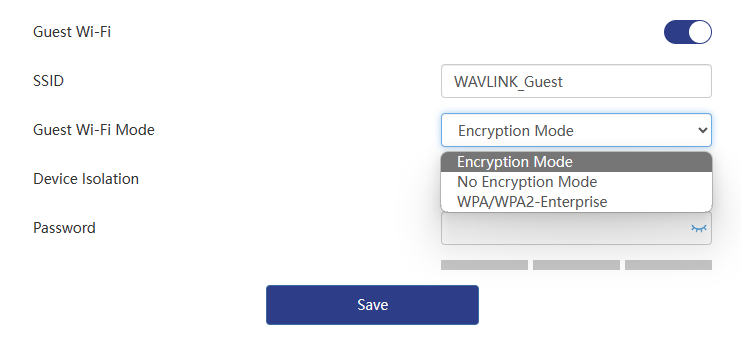 Guest Wi-Fi
SSID
WAVLINK_Guest
Guest Wi-Fi Mode
Encryption Mode
Encryption Mode
No Encryption Mode
WPA/WPA2-Enterprise
Device Isolation
Password
Save